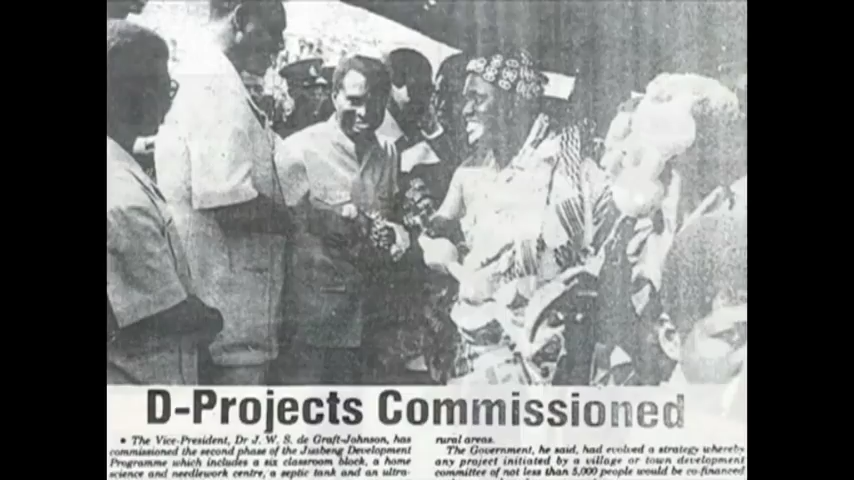 D-Projects Commissioned
• The Vice-President, Dr J. W. S. de Graft-Johnson, has
commissioned the second phase of the Juabeng Development
Programme which includes a six classroom block, a home
science and needlework centre, a septic tank and an ultra-
rural areas.
The Government, he said, had evolved a strategy whereby
any project initiated by a village or town development
committee of not less than 5,000 people would be co-financed